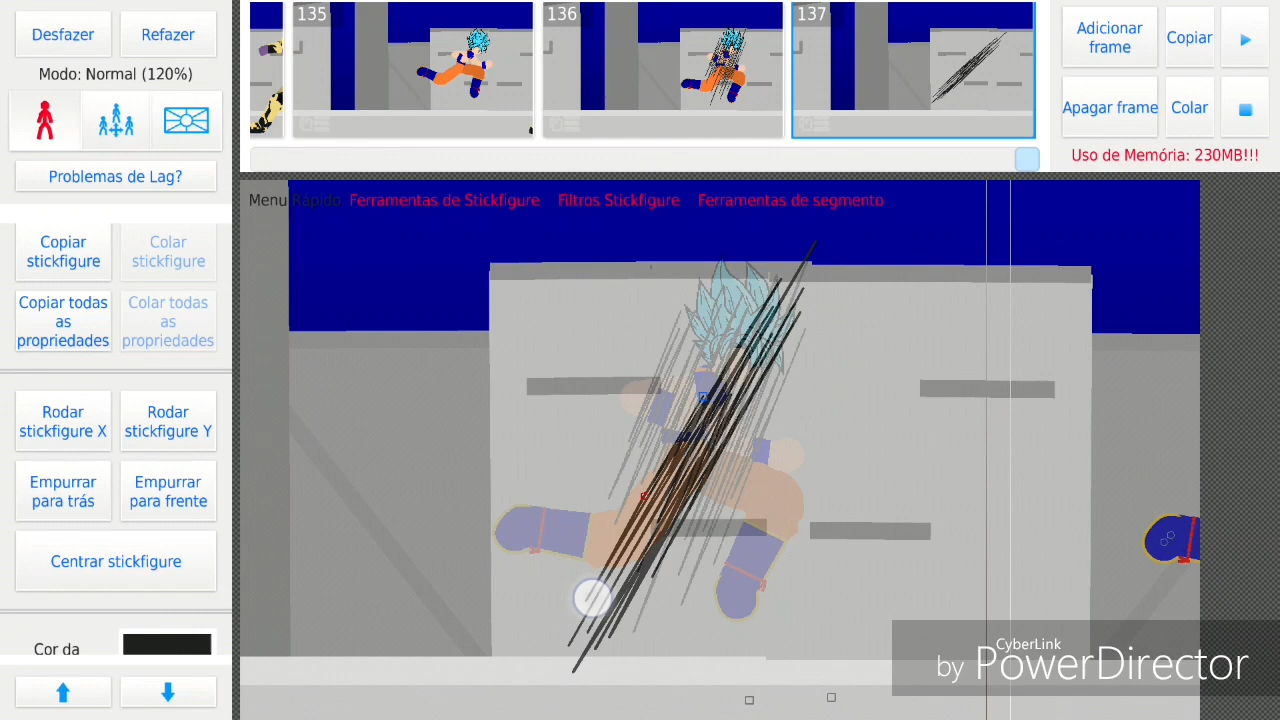 Desfazer
Refazer
Modo: Normal (120%)
Problemas de Lag?
Copiar
stickfigure
Colar
stickfigure
Copiar todas
as
propriedades
Colar todas
as
propriedades
Rodar
stickfigure X
Rodar
stickfigure Y
Empurrar
para trás
Empurrar
para frente
Centrar stickfigure
Cor da
135
136
137
Adicionar
frame
Copiar
Apagar frame
Colar
Uso de Memória: 230MB!!!
Menu Rápido Ferramentas de Stickfigure Filtros Stickfigure Ferramentas de segmento
CyberLink
by PowerDirector